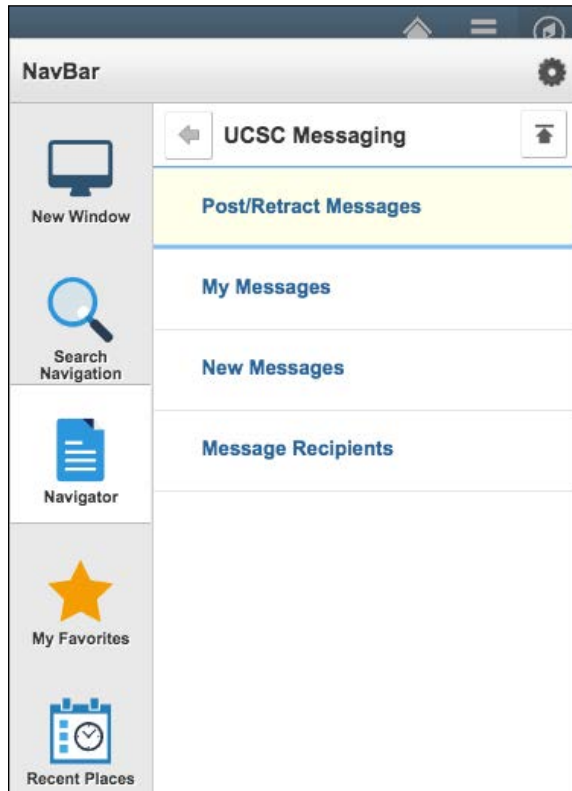 NavBar
UCSC Messaging
New Window
Post/Retract Messages
My Messages
Search
Navigation
New Messages
Navigator
Message Recipients
My Favorites
Recent Places